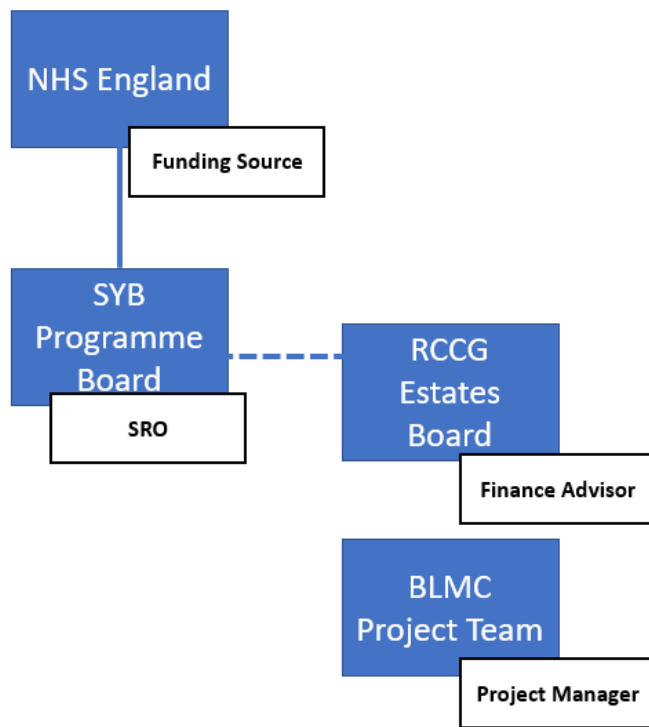 NHS England
Funding Source
SYB
Programme
Board
SRO
RCCG
Estates
Board
Finance Advisor
BLMC
Project Team
Project Manager